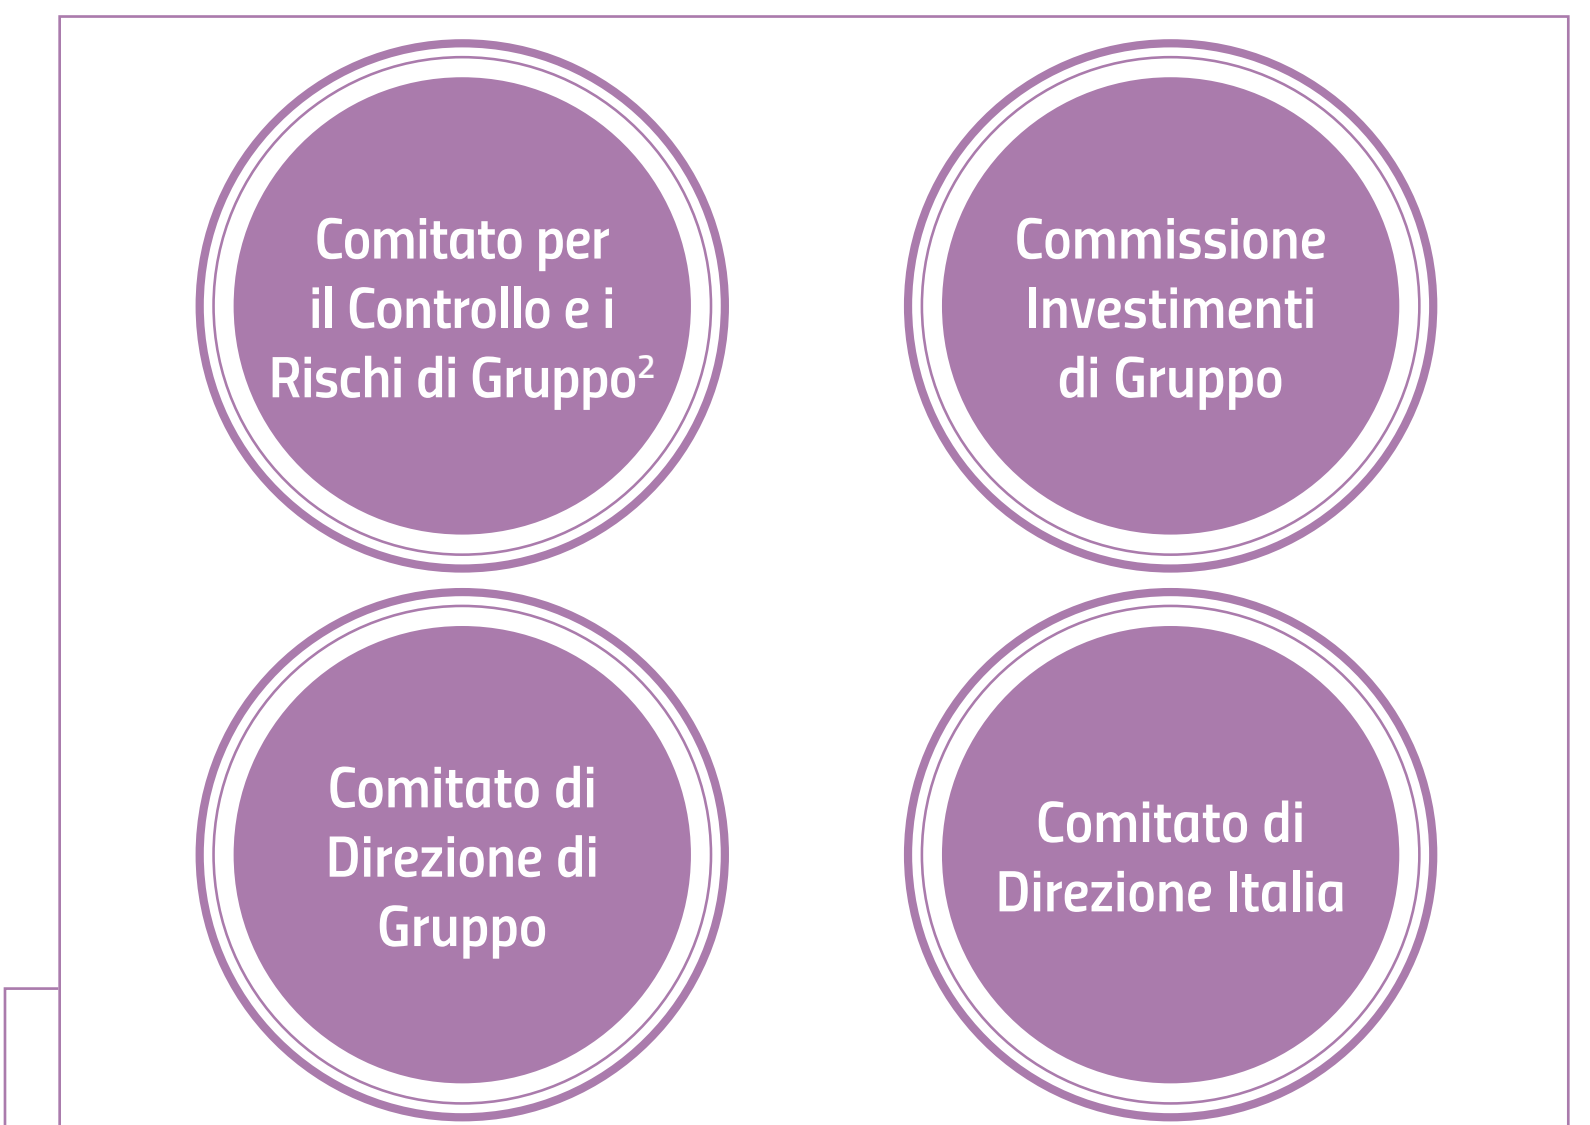 Comitato per
il Controllo e i
Rischi di Gruppo²
Commissione
Investimenti
di Gruppo
Comitato di
Direzione di
Gruppo
Comitato di
Direzione Italia